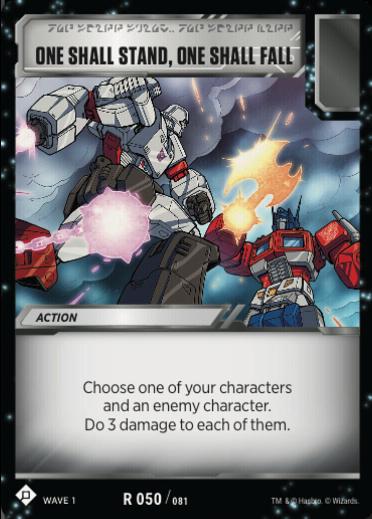 ONE SHALL STAND, ONE SHALL FALL
ACTION
Choose one of your characters
and an enemy character.
Do 3 damage to each of them.
WAVE 1 R 050 / 081 TM & © Hasbro. © Wizards.